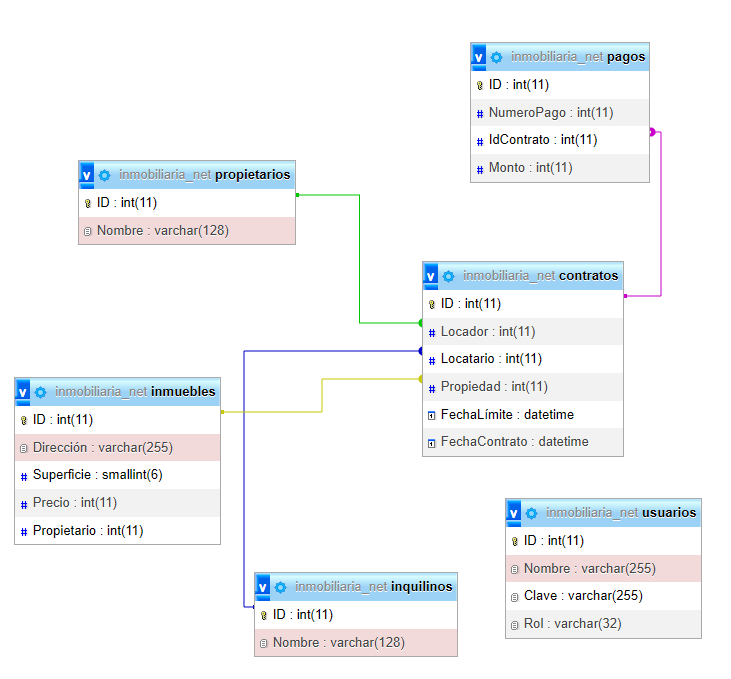 inmobiliaria_net pagos
ID : int(11)
NumeroPago : int(11)
IdContrato : int(11)
Monto : int(11)
inmobiliaria_net propietarios
ID : int(11)
Nombre : varchar(128)
inmobiliaria_net contratos
ID : int(11)
Locador : int(11)
Locatario : int(11)
Propiedad : int(11)
FechaLímite : datetime
FechaContrato : datetime
inmobiliaria_net inmuebles
ID : int(11)
Dirección : varchar(255)
Superficie : smallint(6)
Precio : int(11)
Propietario : int(11)
inmobiliaria_net usuarios
ID : int(11)
Nombre : varchar(255)
Clave : varchar(255)
Rol : varchar(32)
inmobiliaria_net inquilinos
ID : int(11)
Nombre : varchar(128)